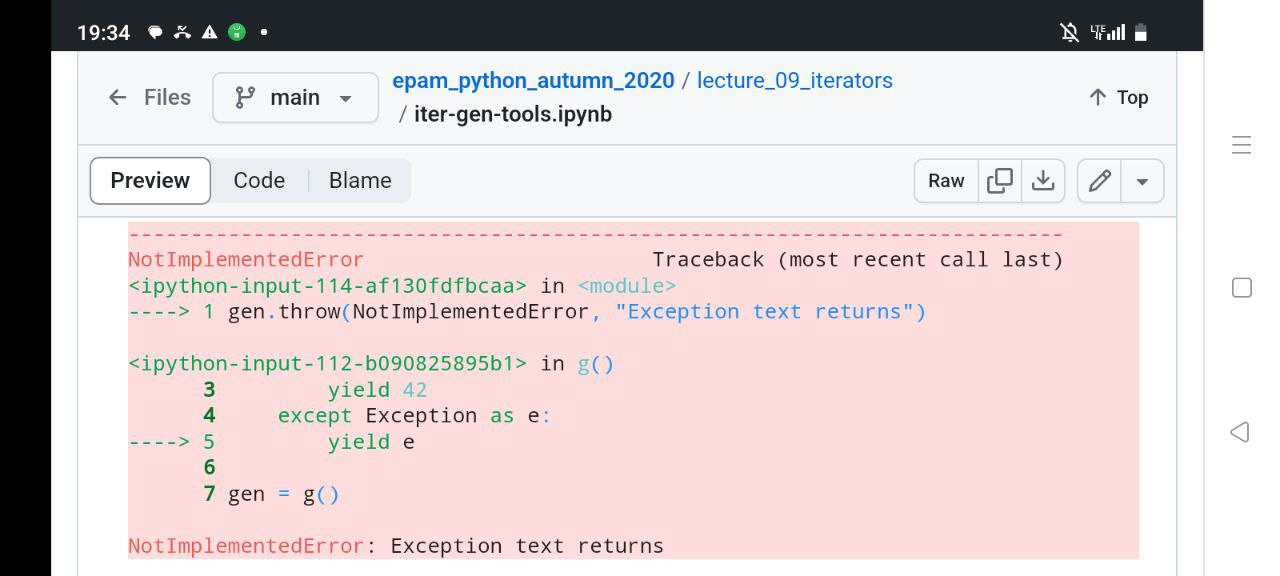 19:34
LTE
← Files
main
epam_python_autumn_2020 / lecture_09_iterators
/ iter-gen-tools.ipynb
↑ Top
Preview Code Blame
Raw
---------------------------------------------------------------------------
NotImplementedError                       Traceback (most recent call last)
<ipython-input-114-af130fdfbcaa> in <module>
----> 1 gen.throw(NotImplementedError, "Exception text returns")
<ipython-input-112-b090825895b1> in g()
      3         yield 42
      4     except Exception as e:
----> 5         yield e
      6
      7 gen = g()
NotImplementedError: Exception text returns